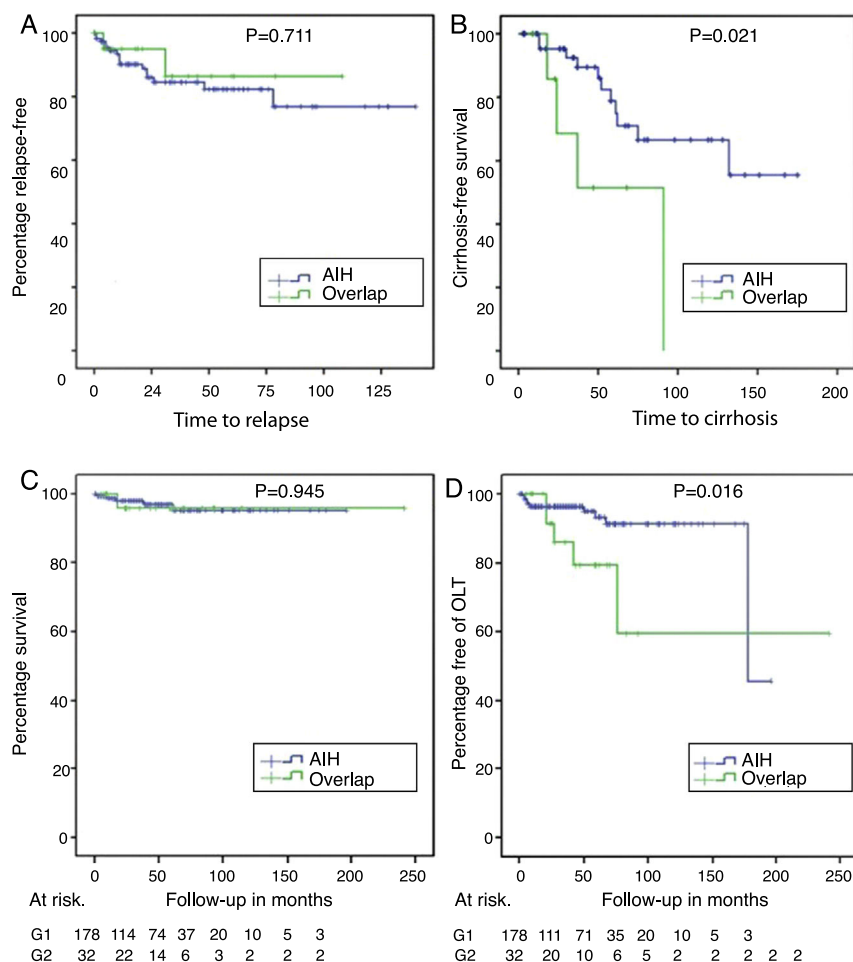 A
P=0.711
Percentage relapse-free
100
80
60
40
20
0
AIH
Overlap
0 24 50 75 100 125
Time to relapse
B
P=0.021
Cirrhosis-free survival
100
80
60
40
20
0
AIH
Overlap
0 50 100 150 200
Time to cirrhosis
C
P=0.945
Percentage survival
100
80
60
40
20
0
AIH
Overlap
0 50 100 150 200 250
At risk. Follow-up in months
G1 178 114 74 37 20 10 5 3
G2 32 22 14 6 3 2 2 2
D
P=0.016
Percentage free of OLT
100
80
60
40
20
0
AIH
Overlap
0 50 100 150 200 250
At risk. Follow-up in months
G1 178 111 71 35 20 10 5 3
G2 32 20 10 6 5 2 2 2 2 2